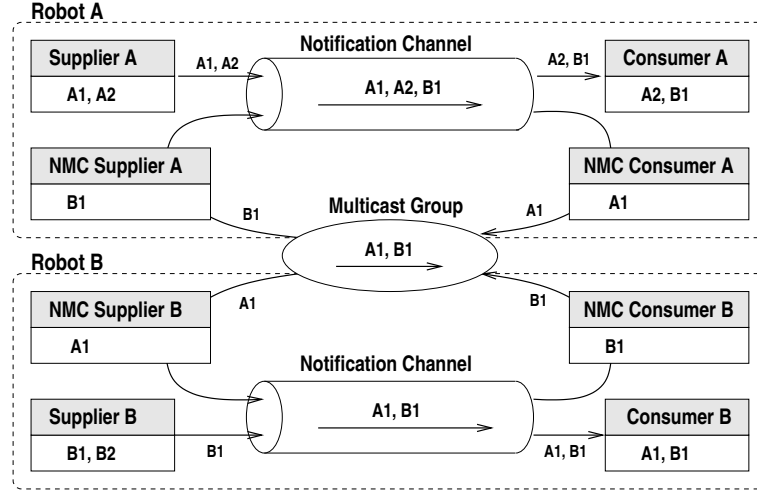 Robot A
Notification Channel
Supplier A
A1, A2
A1, A2
A1, A2, B1
A2, B1
Consumer A
A2, B1
NMC Supplier A
B1
B1
Multicast Group
A1
NMC Consumer A
A1
A1, B1
Robot B
NMC Supplier B
A1
A1
B1
NMC Consumer B
B1
Notification Channel
Supplier B
B1, B2
B1
A1, B1
A1, B1
Consumer B
A1, B1